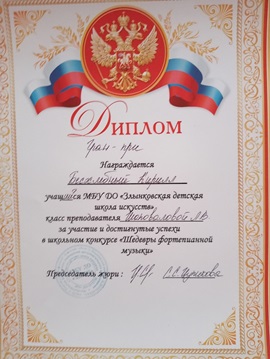 Диплом
Гран-при
Награждается
Кирилл
учащийся МБУ ДО «Злынковская детская
школа искусств»
класс преподавателя
за участие и достигнутые успехи
в школьном конкурсе «Шедевры фортепианной
музыки»
Председатель жюри :